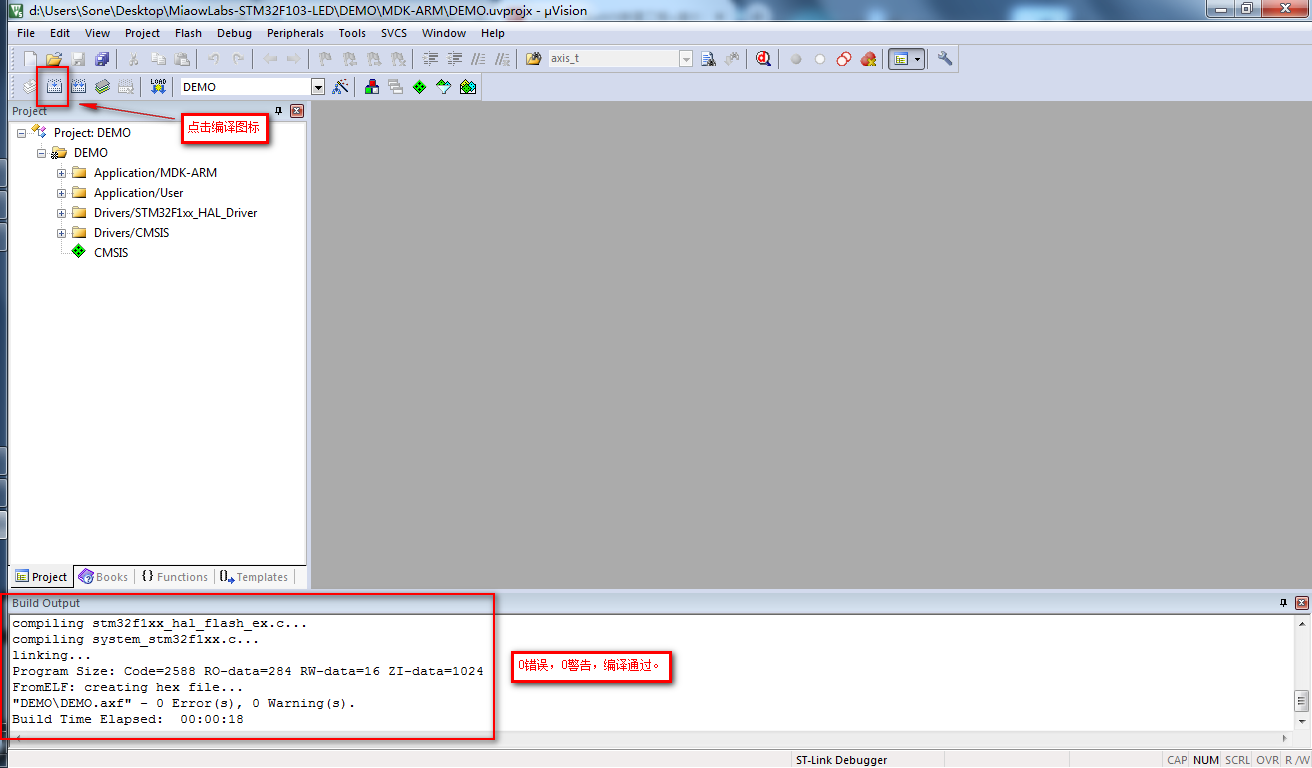 d:\Users\Sone\Desktop\MiaowLabs-STM32F103-LED\DEMO\MDK-ARM\DEMO.uvprojx - µVision
File Edit View Project Flash Debug Peripherals Tools SVCS Window Help
axis_t
LOAD DEMO
Project
点击编译图标
Project: DEMO
DEMO
Application/MDK-ARM
Application/User
Drivers/STM32F1xx_HAL_Driver
Drivers/CMSIS
CMSIS
Project Books {} Functions Templates
Build Output
compiling stm32f1xx_hal_flash_ex.c...
compiling system_stm32f1xx.c...
linking...
Program Size: Code=2588 RO-data=284 RW-data=16 ZI-data=1024
FromELF: creating hex file...
"DEMO\DEMO.axf" - 0 Error(s), 0 Warning(s).
Build Time Elapsed:  00:00:18
0错误，0警告，编译通过。
ST-Link Debugger CAP NUM SCRL OVR R /W